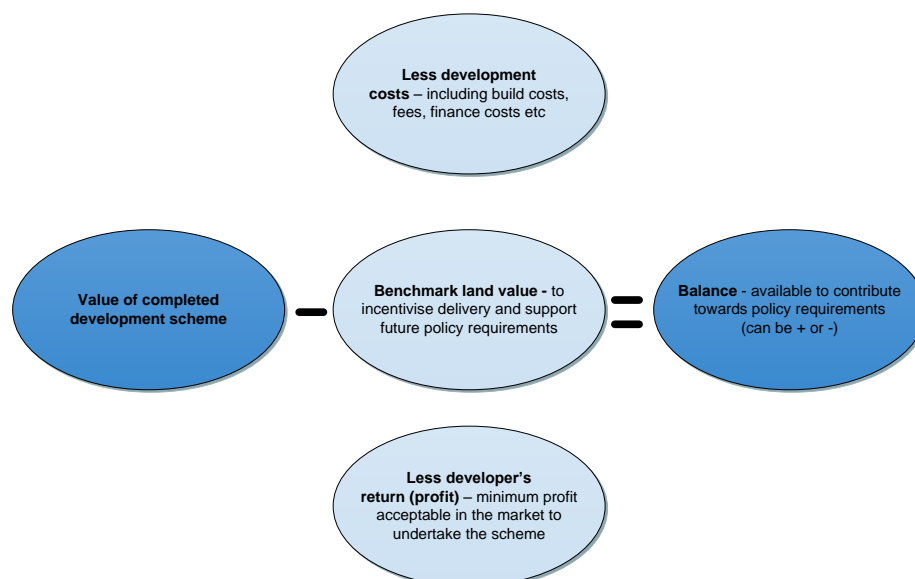 Less development
costs – including build costs,
fees, finance costs etc
Value of completed
development scheme
Benchmark land value - to
incentivise delivery and support
future policy requirements
Balance - available to contribute
towards policy requirements
(can be + or -)
Less developer’s
return (profit) – minimum profit
acceptable in the market to
undertake the scheme